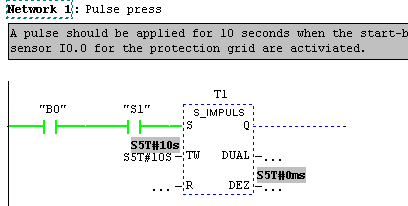 Network 1: Pulse press
A pulse should be applied for 10 seconds when the start-b
sensor I0.0 for the protection grid are activiated.
T1
"B0" "S1" S_IMPULS
S Q
S5T#10s
S5T#10S TW DUAL ...
S5T#0ms
... R DEZ ...